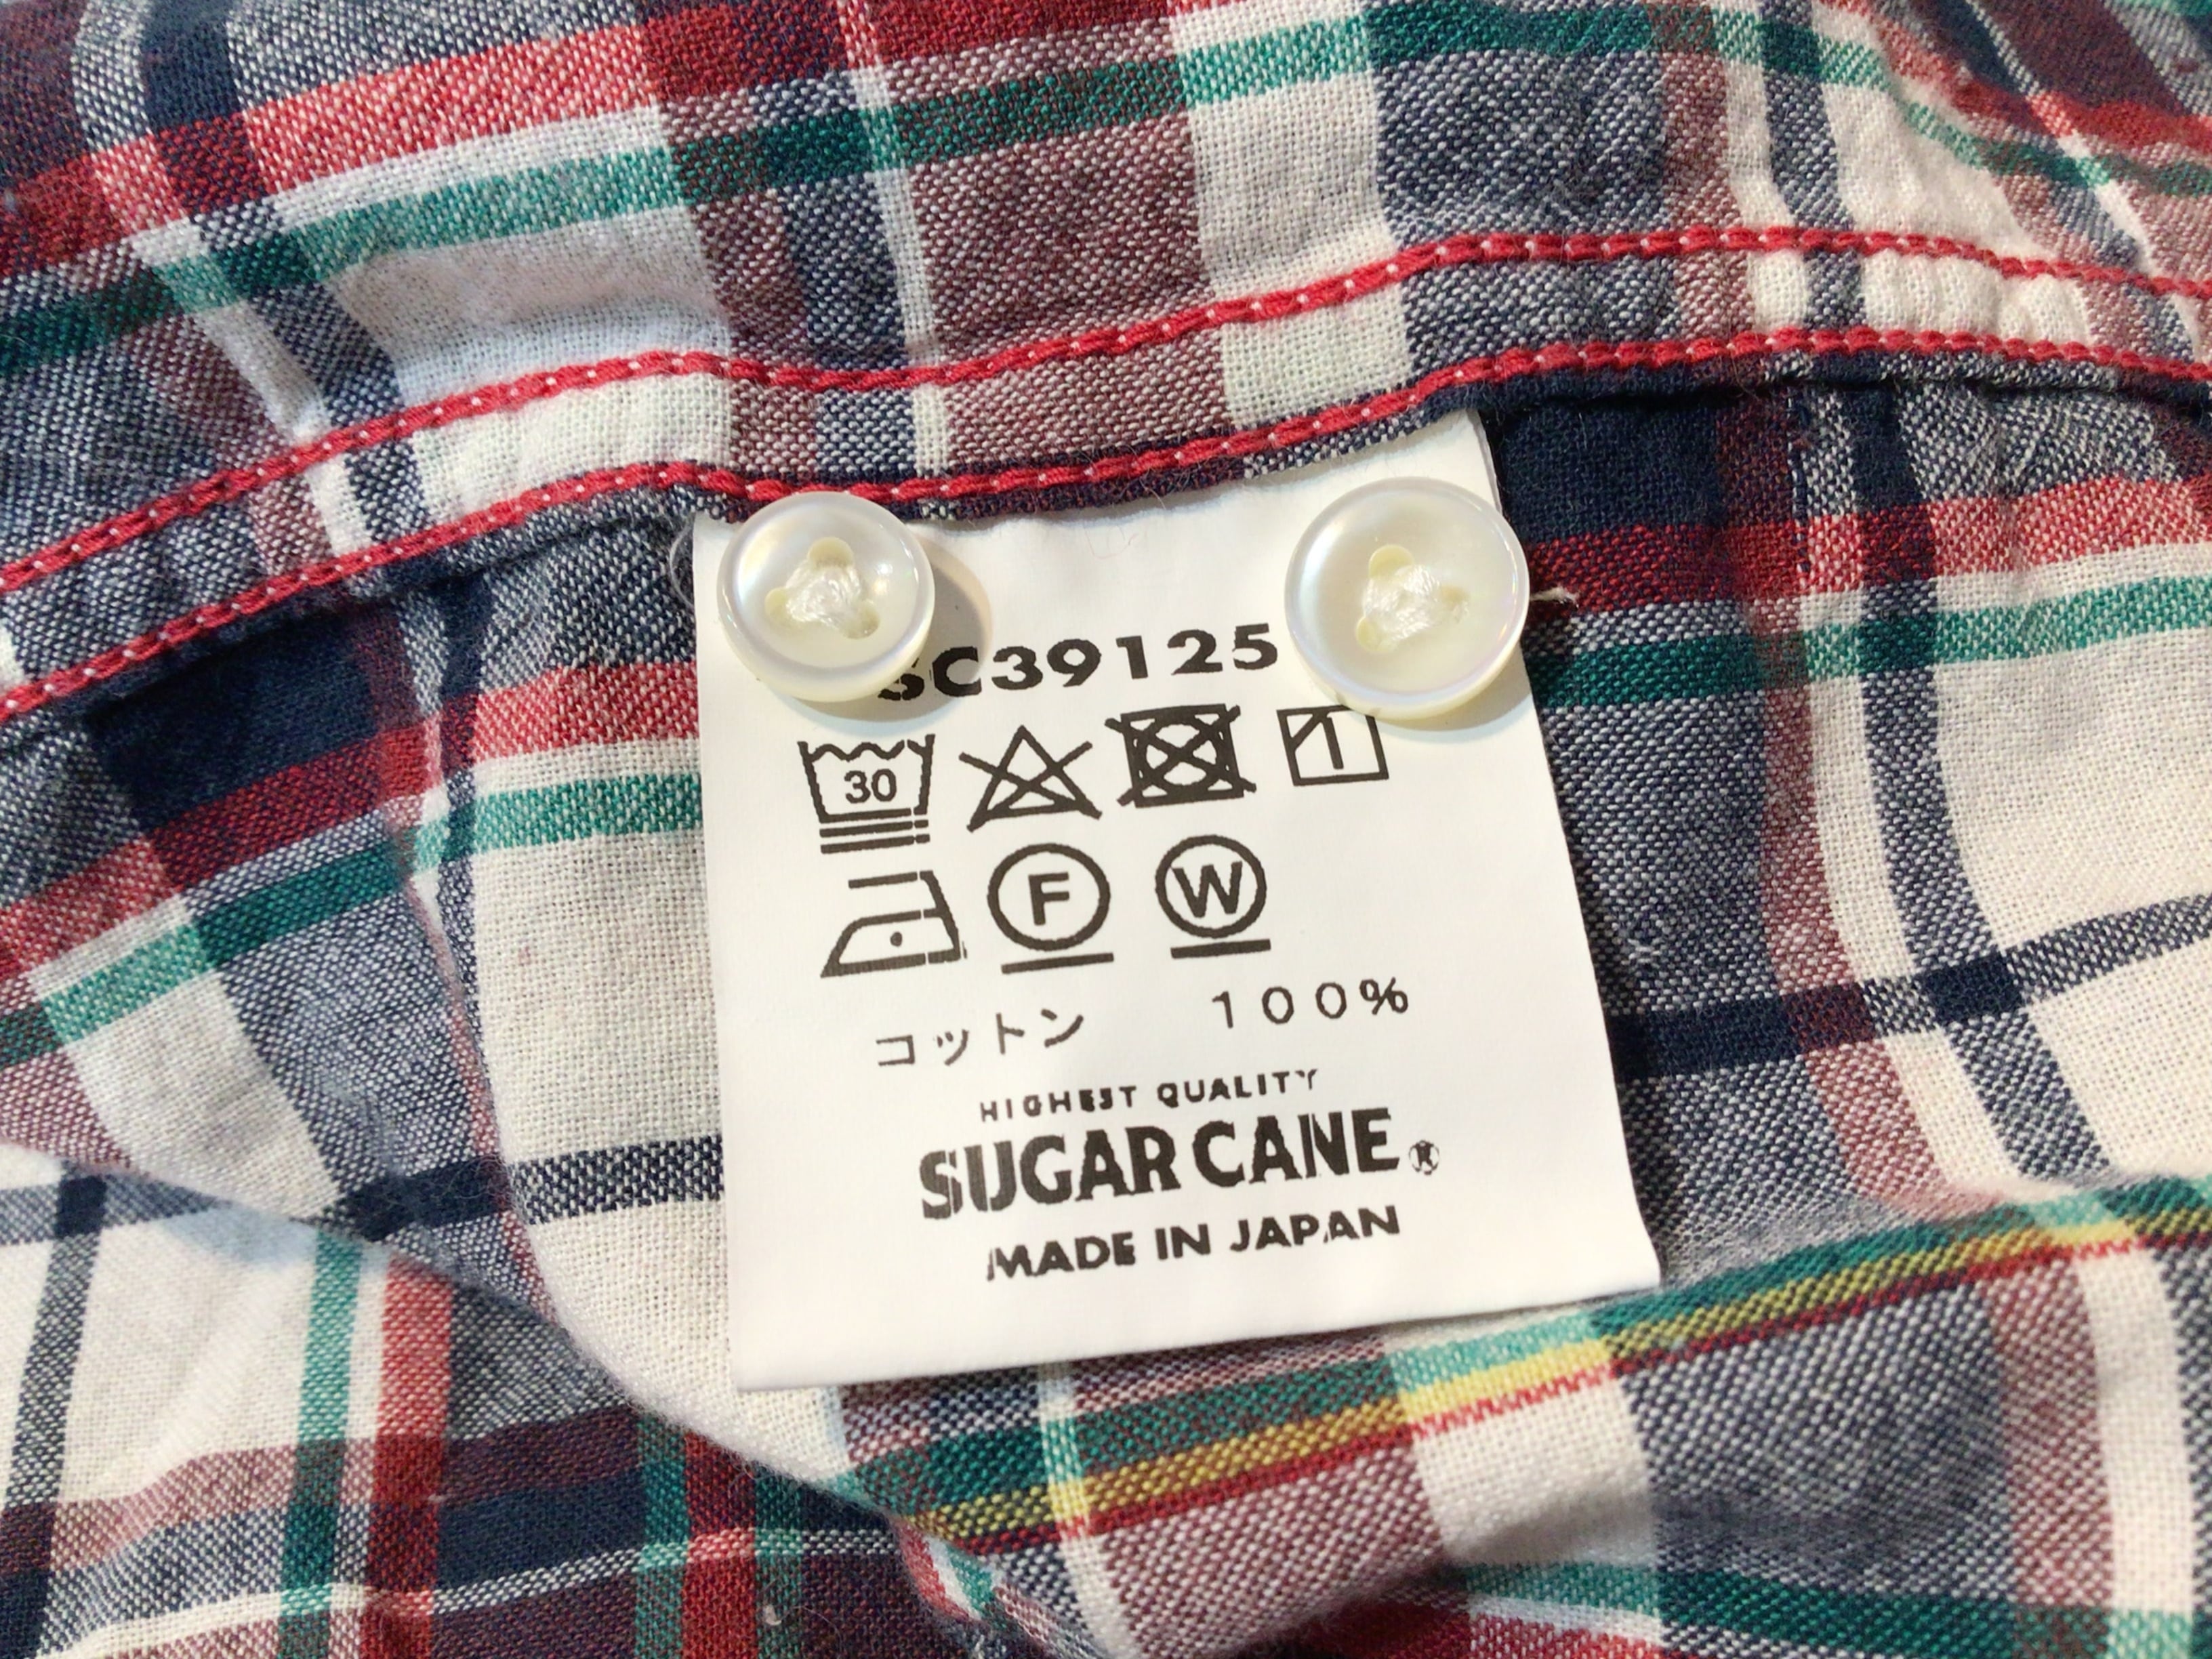 SC39125
30
F W
コットン 100%
HIGHEST QUALITY
SUGAR CANE®
MADE IN JAPAN